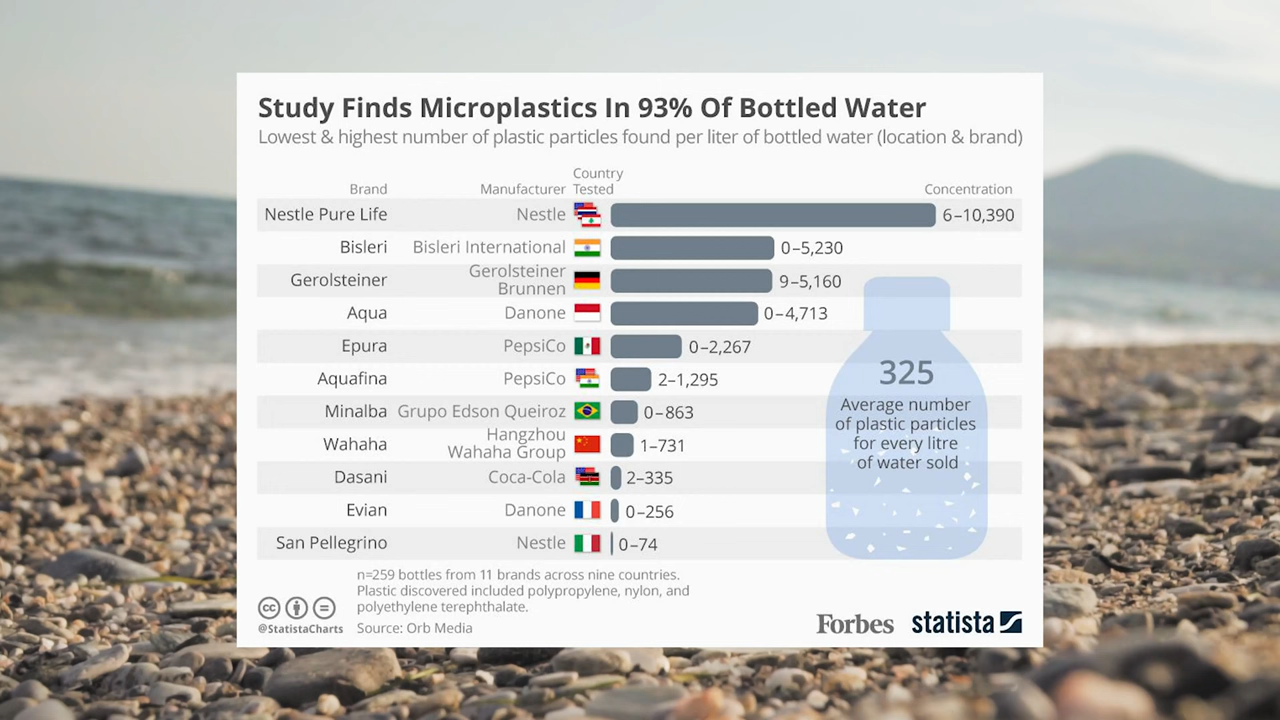 Study Finds Microplastics In 93% Of Bottled Water
Lowest & highest number of plastic particles found per liter of bottled water (location & brand)
Brand Manufacturer Country Tested Concentration
Nestle Pure Life Nestle 6–10,390
Bisleri Bisleri International 0–5,230
Gerolsteiner Gerolsteiner Brunnen 9–5,160
Aqua Danone 0–4,713
Epura PepsiCo 0–2,267
Aquafina PepsiCo 2–1,295
Minalba Grupo Edson Queiroz 0–863
Wahaha Hangzhou Wahaha Group 1–731
Dasani Coca-Cola 2–335
Evian Danone 0–256
San Pellegrino Nestle 0–74
325
Average number
of plastic particles
for every litre
of water sold
n=259 bottles from 11 brands across nine countries.
Plastic discovered included polypropylene, nylon, and
polyethylene terephthalate.
@StatistaCharts Source: Orb Media
Forbes statista